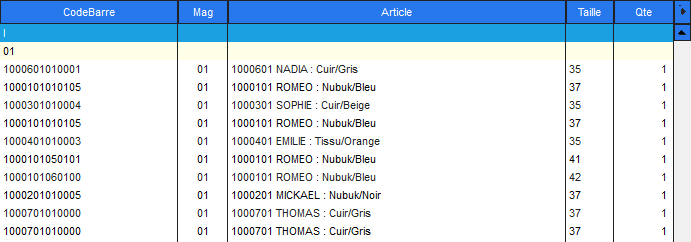 CodeBarre Mag Article Taille Qte
I
01
1000601010001 01 1000601 NADIA : Cuir/Gris 35 1
1000101010105 01 1000101 ROMEO : Nubuk/Bleu 37 1
1000301010004 01 1000301 SOPHIE : Cuir/Beige 35 1
1000101010105 01 1000101 ROMEO : Nubuk/Bleu 37 1
1000401010003 01 1000401 EMILIE : Tissu/Orange 35 1
1000101050101 01 1000101 ROMEO : Nubuk/Bleu 41 1
1000101060100 01 1000101 ROMEO : Nubuk/Bleu 42 1
1000201010005 01 1000201 MICKAEL : Nubuk/Noir 37 1
1000701010000 01 1000701 THOMAS : Cuir/Gris 37 1
1000701010000 01 1000701 THOMAS : Cuir/Gris 37 1